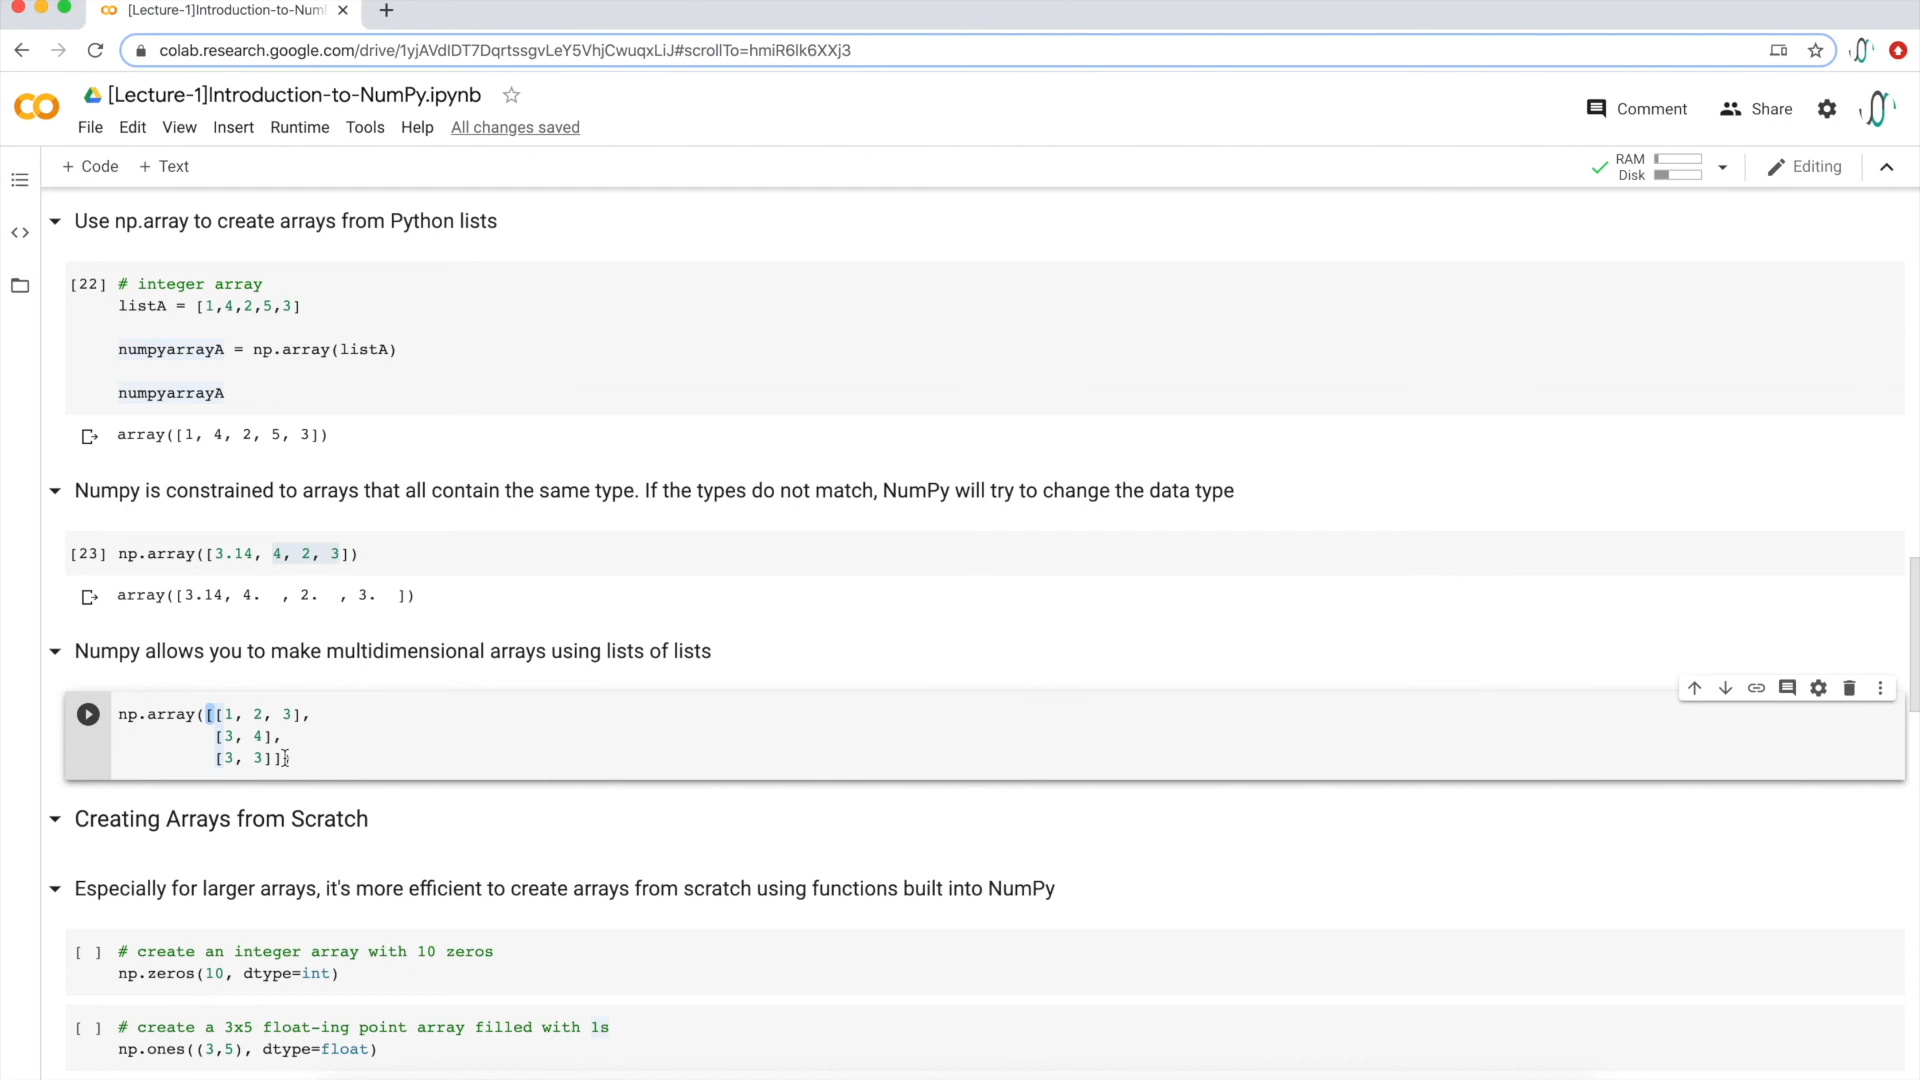 [Lecture-1]Introduction-to-Num
colab.research.google.com/drive/1yjAVdlDT7DqrtssgvLeY5VhjCwuqxLiJ#scrollTo=hmiR6lk6XXj3
[Lecture-1]Introduction-to-NumPy.ipynb
Comment Share
File Edit View Insert Runtime Tools Help All changes saved
+ Code + Text
RAM
Disk
Editing
Use np.array to create arrays from Python lists
[22] # integer array
listA = [1,4,2,5,3]
numpyarrayA = np.array(listA)
numpyarrayA
array([1, 4, 2, 5, 3])
Numpy is constrained to arrays that all contain the same type. If the types do not match, NumPy will try to change the data type
[23] np.array([3.14, 4, 2, 3])
array([3.14, 4.  , 2.  , 3.  ])
Numpy allows you to make multidimensional arrays using lists of lists
np.array([[1, 2, 3],
[3, 4],
[3, 3]]
Creating Arrays from Scratch
Especially for larger arrays, it's more efficient to create arrays from scratch using functions built into NumPy
[ ] # create an integer array with 10 zeros
np.zeros(10, dtype=int)
[ ] # create a 3x5 float-ing point array filled with 1s
np.ones((3,5), dtype=float)